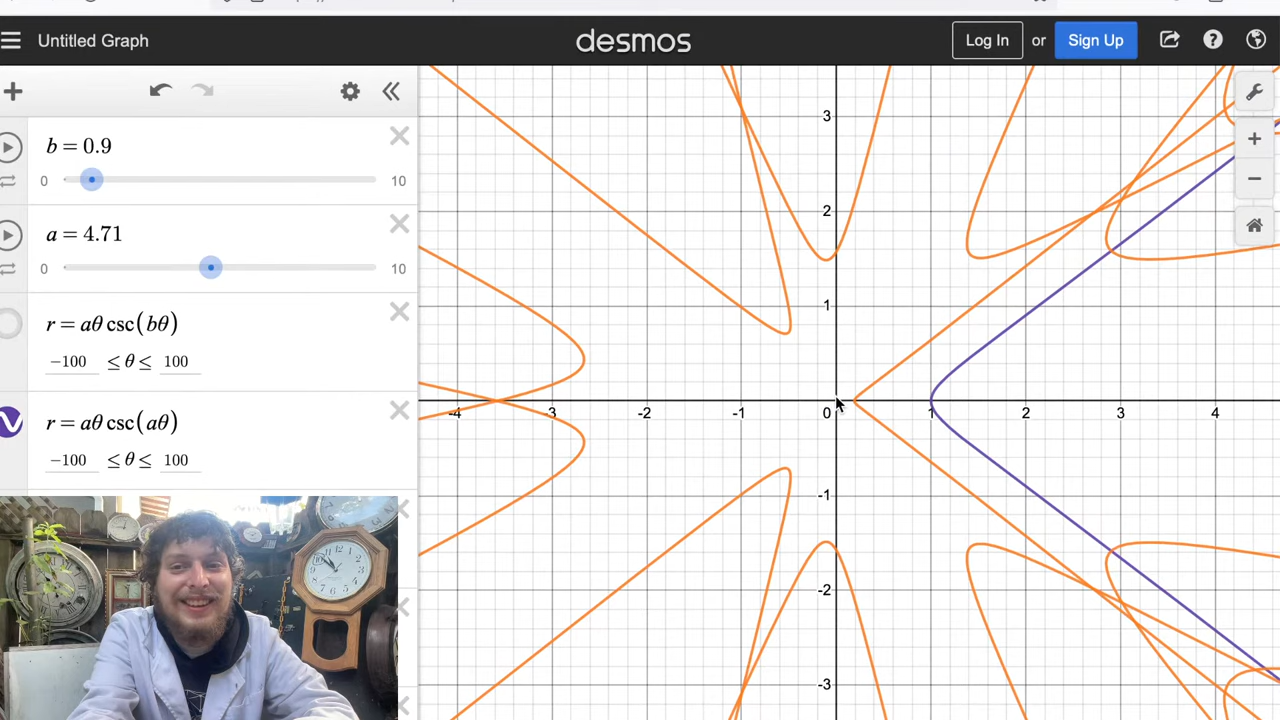 Untitled Graph
desmos
Log In or Sign Up
b = 0.9
0 10
a = 4.71
0 10
r = aθ csc(bθ)
-100 ≤ θ ≤ 100
r = aθ csc(aθ)
-100 ≤ θ ≤ 100
3
2
1
-4 -3 -2 -1 0 1 2 3 4
-1
-2
-3